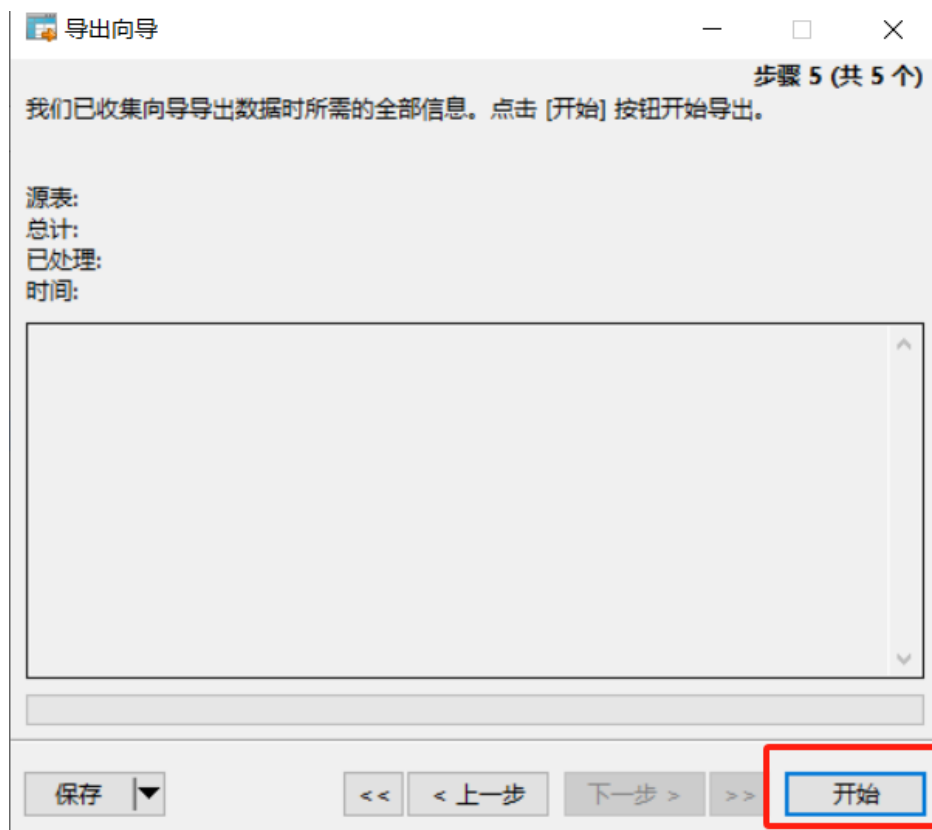 导出向导
步骤 5 (共 5 个)
我们已收集向导导出数据时所需的全部信息。点击 [开始] 按钮开始导出。
源表:
总计:
已处理:
时间:
保存
<<
< 上一步
下一步 >
>>
开始